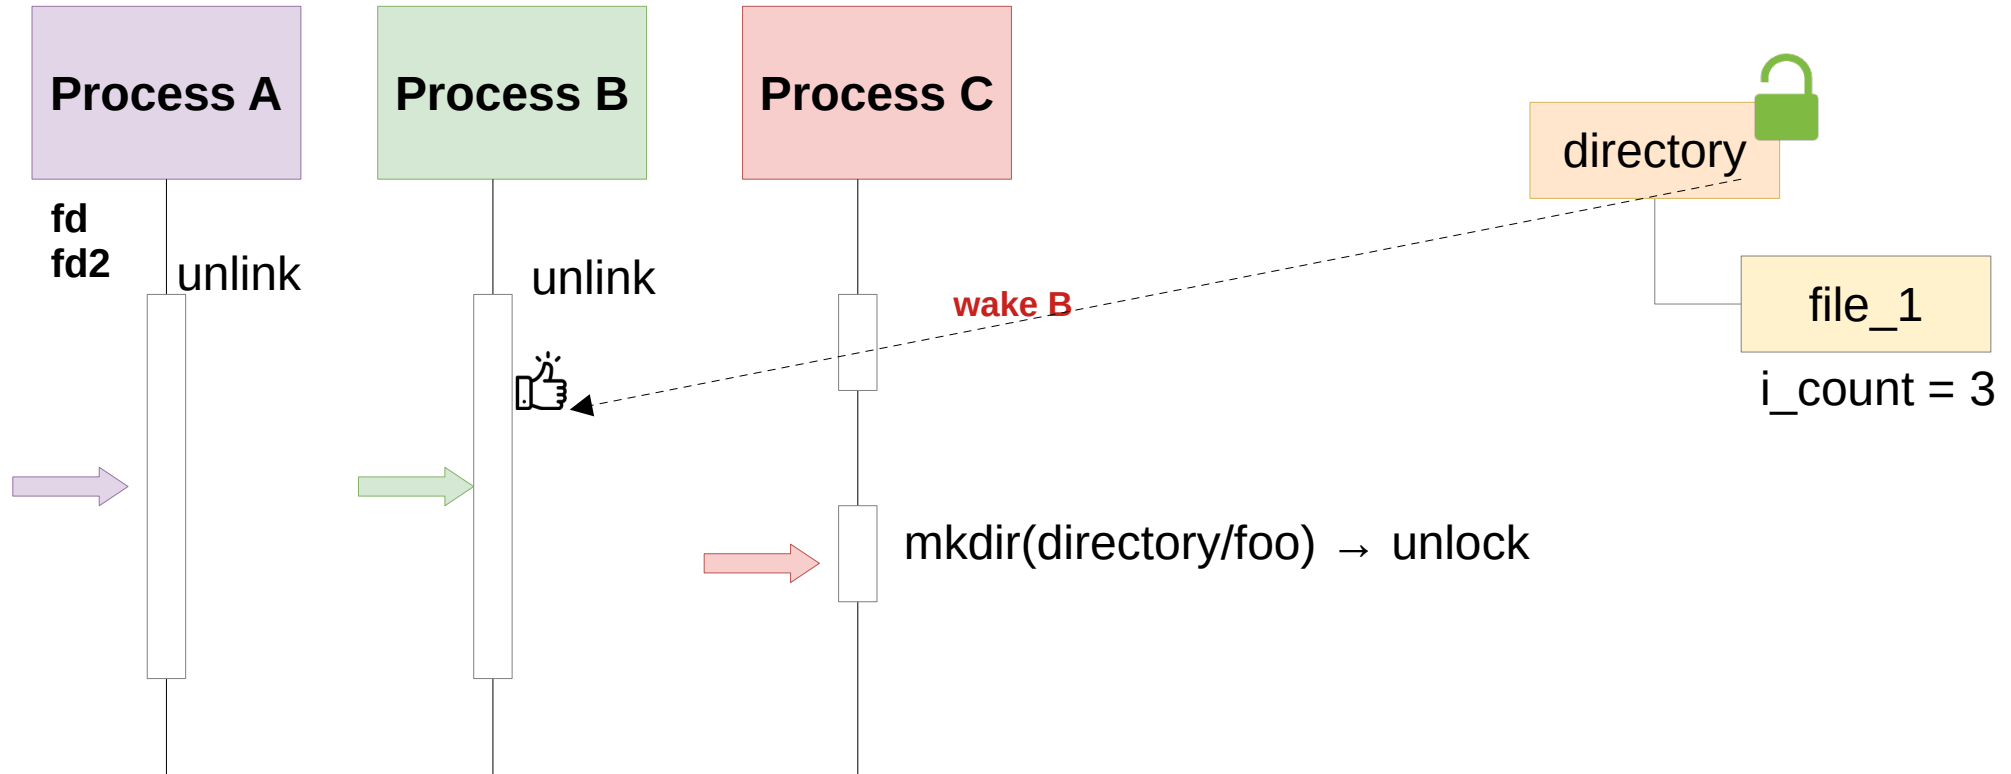 Process A
Process B
Process C
directory
fd
fd2
unlink
unlink
wake B
file_1
i_count = 3
mkdir(directory/foo) → unlock